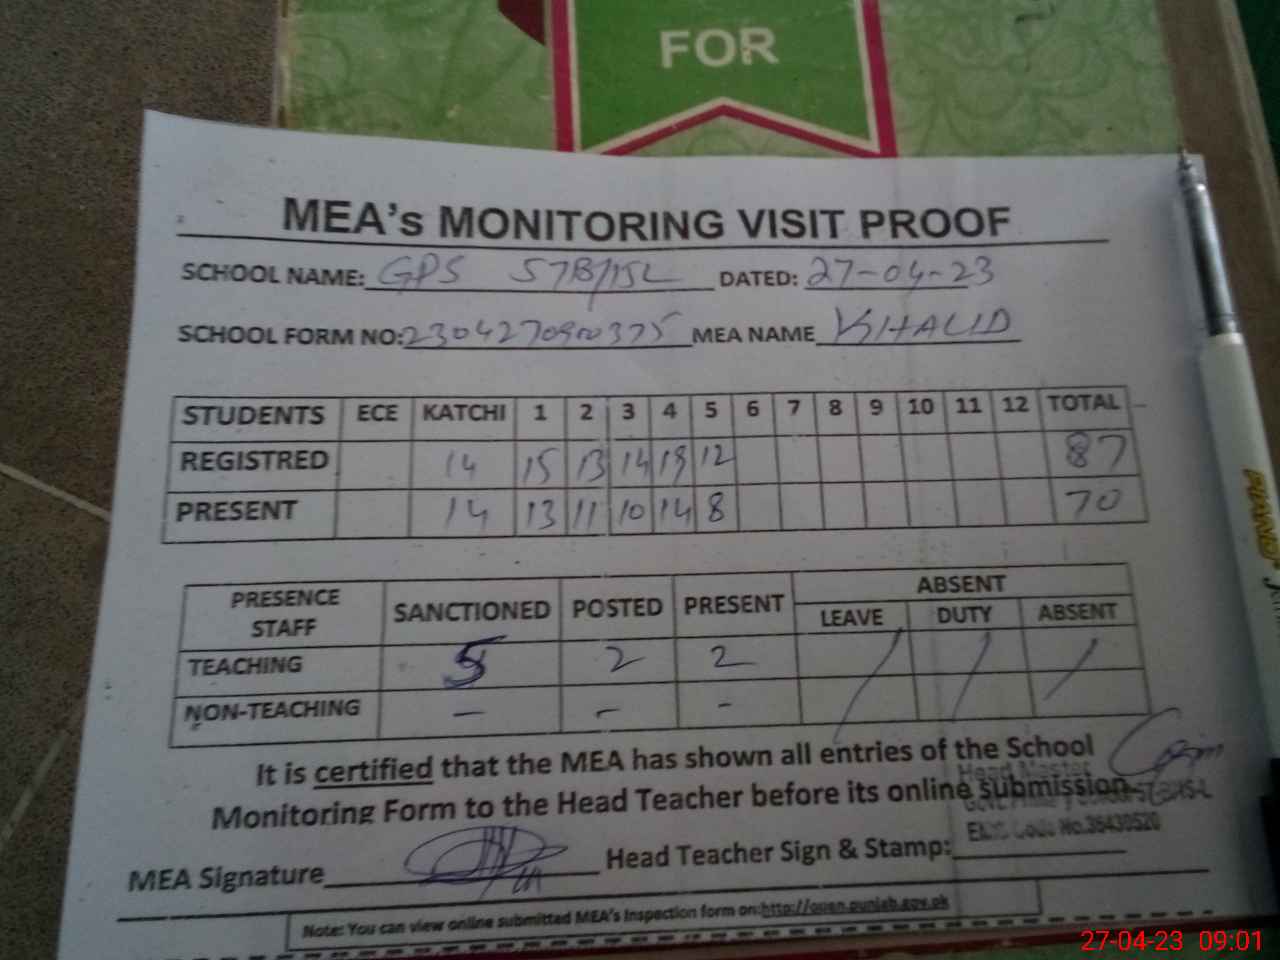 FOR
MEA's MONITORING VISIT PROOF
SCHOOL NAME: GPS 57B/15L DATED: 27-04-23
SCHOOL FORM NO: MEA NAME KHALID
STUDENTS ECE KATCHI 1 2 3 4 5 6 7 8 9 10 11 12 TOTAL
REGISTRED 14 15 13 14 19 12 87
PRESENT 14 13 11 10 14 8 70
PRESENCE STAFF SANCTIONED POSTED PRESENT ABSENT
LEAVE DUTY ABSENT
TEACHING 5 2 2 / / /
NON-TEACHING - - -
It is certified that the MEA has shown all entries of the School
Monitoring Form to the Head Teacher before its online submission.
Head Master
EMIS Code No.36430520
MEA Signature Head Teacher Sign & Stamp:
Note: You can view online submitted MEA's Inspection form on:http://open.punjab.gov.pk
PIANO
27-04-23 09:01